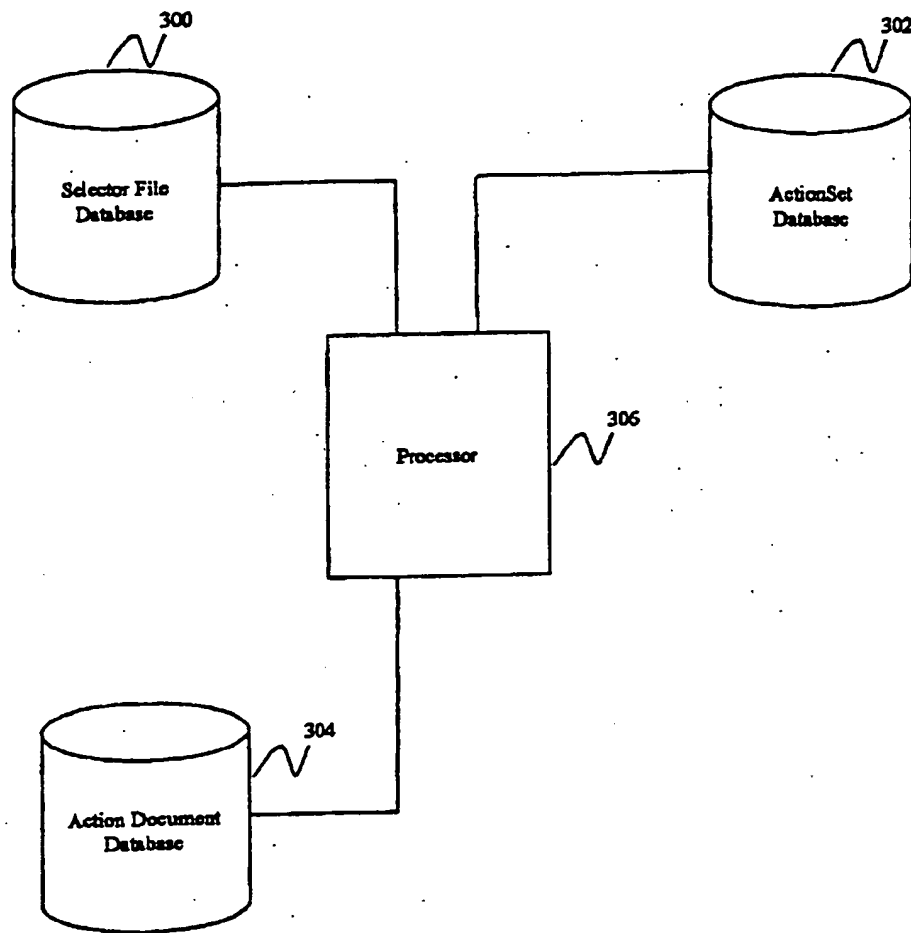 300
302
Selector File
Database
ActionSet
Database
306
Processor
304
Action Document
Database